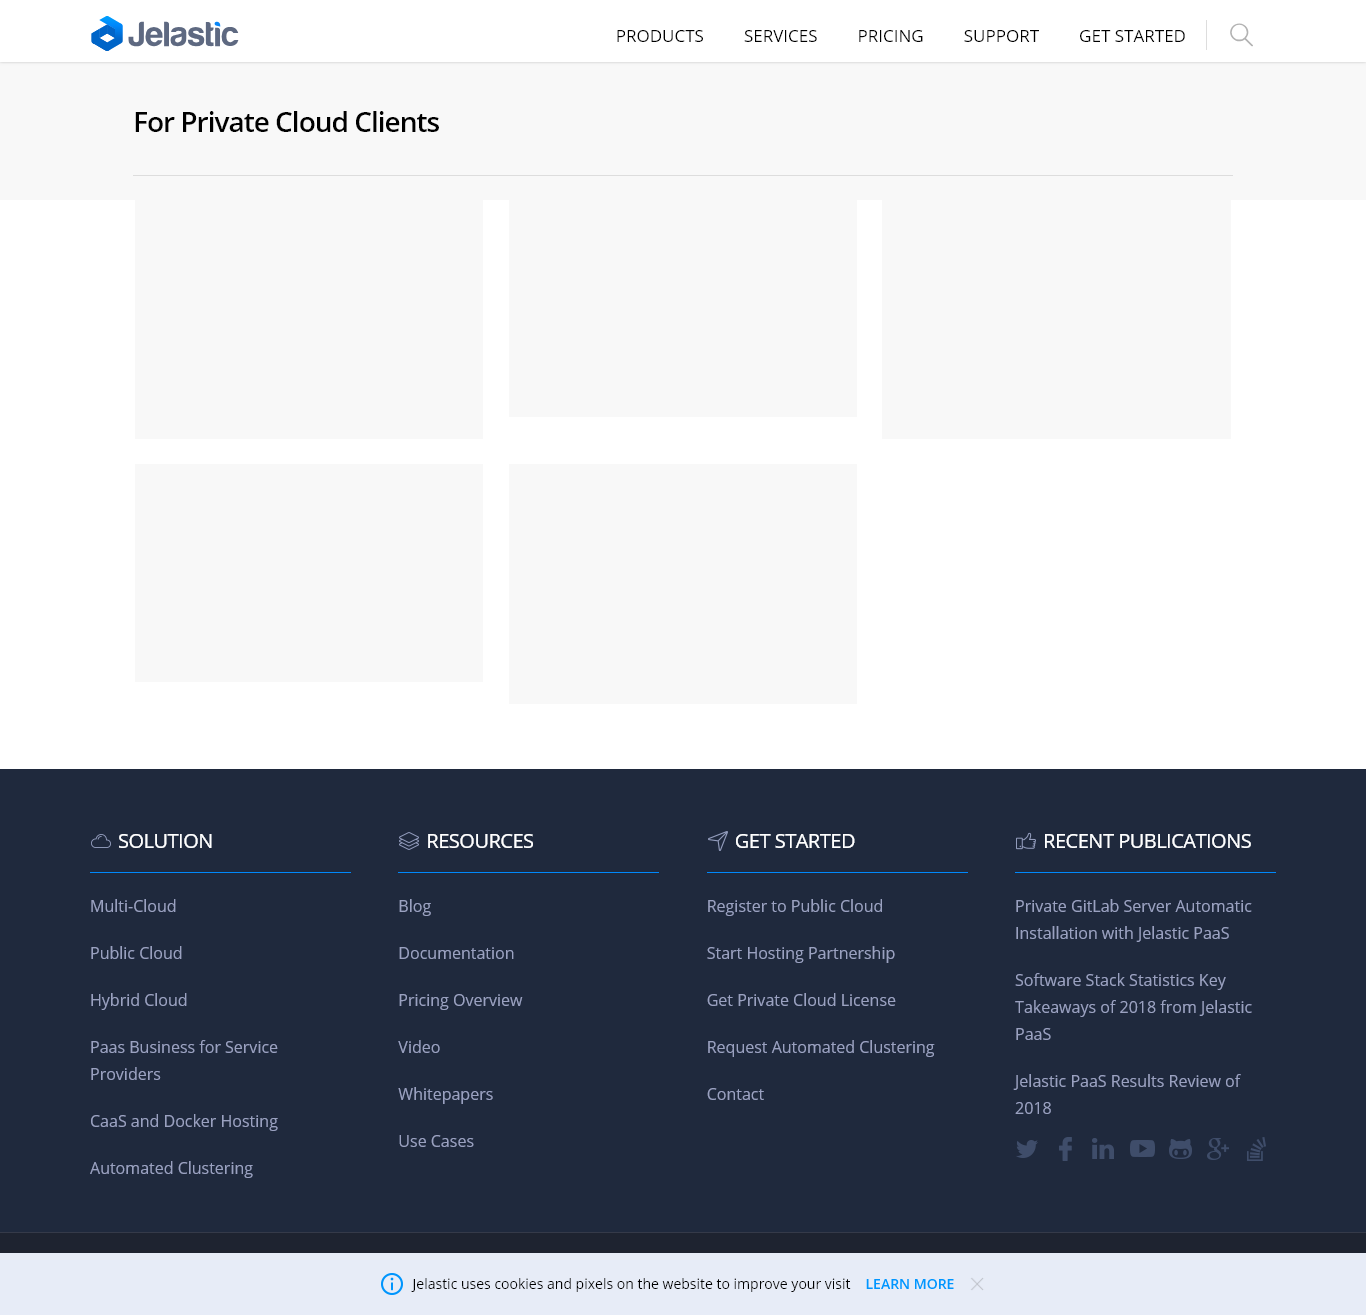 Jelastic
PRODUCTS
SERVICES
PRICING
SUPPORT
GET STARTED
For Private Cloud Clients
SOLUTION
Multi-Cloud
Public Cloud
Hybrid Cloud
Paas Business for Service
Providers
CaaS and Docker Hosting
Automated Clustering
RESOURCES
Blog
Documentation
Pricing Overview
Video
Whitepapers
Use Cases
GET STARTED
Register to Public Cloud
Start Hosting Partnership
Get Private Cloud License
Request Automated Clustering
Contact
RECENT PUBLICATIONS
Private GitLab Server Automatic
Installation with Jelastic PaaS
Software Stack Statistics Key
Takeaways of 2018 from Jelastic
PaaS
Jelastic PaaS Results Review of
2018
Jelastic uses cookies and pixels on the website to improve your visit LEARN MORE